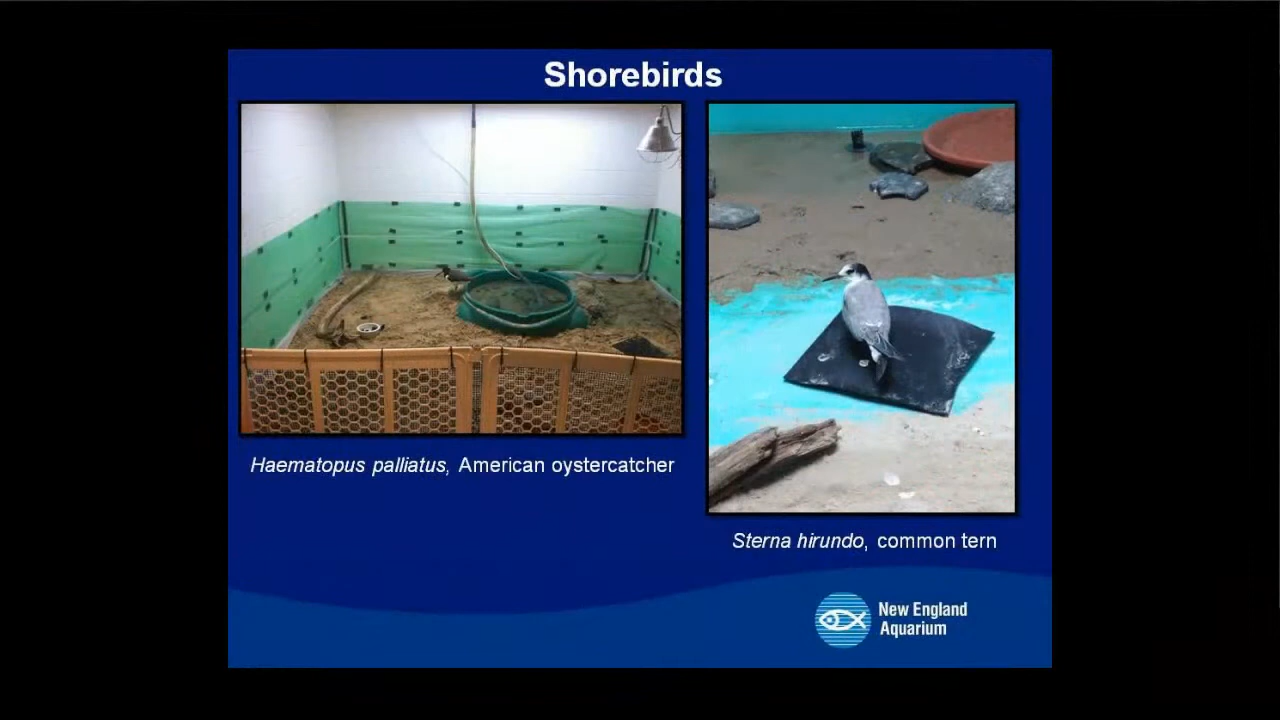 Shorebirds
Haematopus palliatus, American oystercatcher
Sterna hirundo, common tern
New England
Aquarium